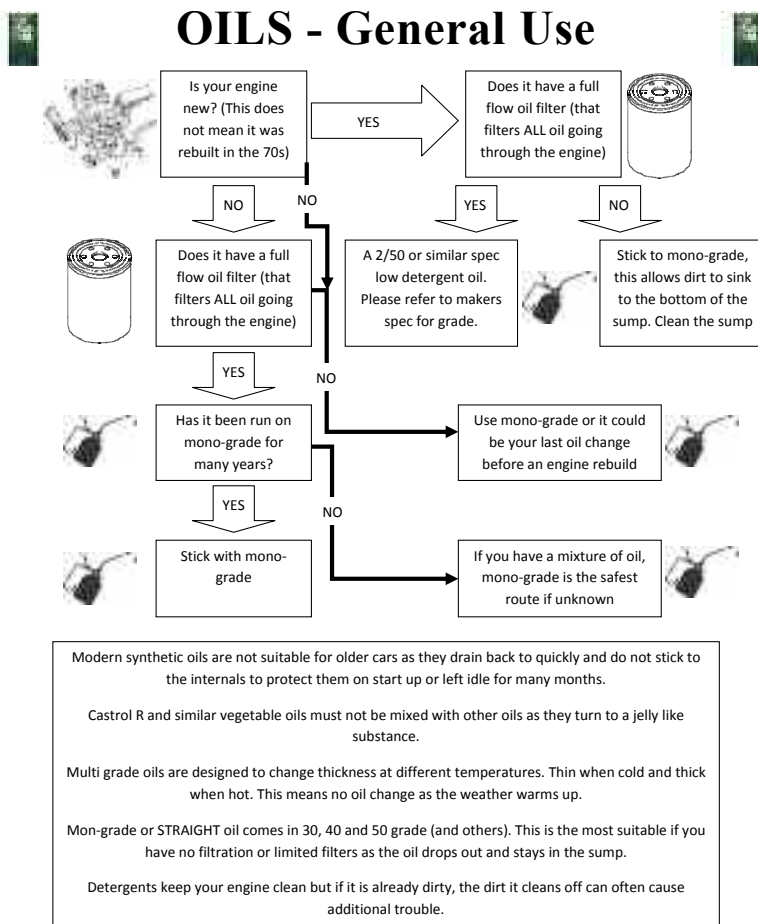 OILS - General Use
Is your engine
new? (This does
not mean it was
rebuilt in the 70s)
YES
Does it have a full
flow oil filter (that
filters ALL oil going
through the engine)
NO
NO
YES
NO
Does it have a full
flow oil filter (that
filters ALL oil going
through the engine)
A 2/50 or similar spec
low detergent oil.
Please refer to makers
spec for grade.
Stick to mono-grade,
this allows dirt to sink
to the bottom of the
sump. Clean the sump
YES
NO
Has it been run on
mono-grade for
many years?
Use mono-grade or it could
be your last oil change
before an engine rebuild
YES
NO
Stick with mono-
grade
If you have a mixture of oil,
mono-grade is the safest
route if unknown
Modern synthetic oils are not suitable for older cars as they drain back to quickly and do not stick to
the internals to protect them on start up or left idle for many months.
Castrol R and similar vegetable oils must not be mixed with other oils as they turn to a jelly like
substance.
Multi grade oils are designed to change thickness at different temperatures. Thin when cold and thick
when hot. This means no oil change as the weather warms up.
Mon-grade or STRAIGHT oil comes in 30, 40 and 50 grade (and others). This is the most suitable if you
have no filtration or limited filters as the oil drops out and stays in the sump.
Detergents keep your engine clean but if it is already dirty, the dirt it cleans off can often cause
additional trouble.